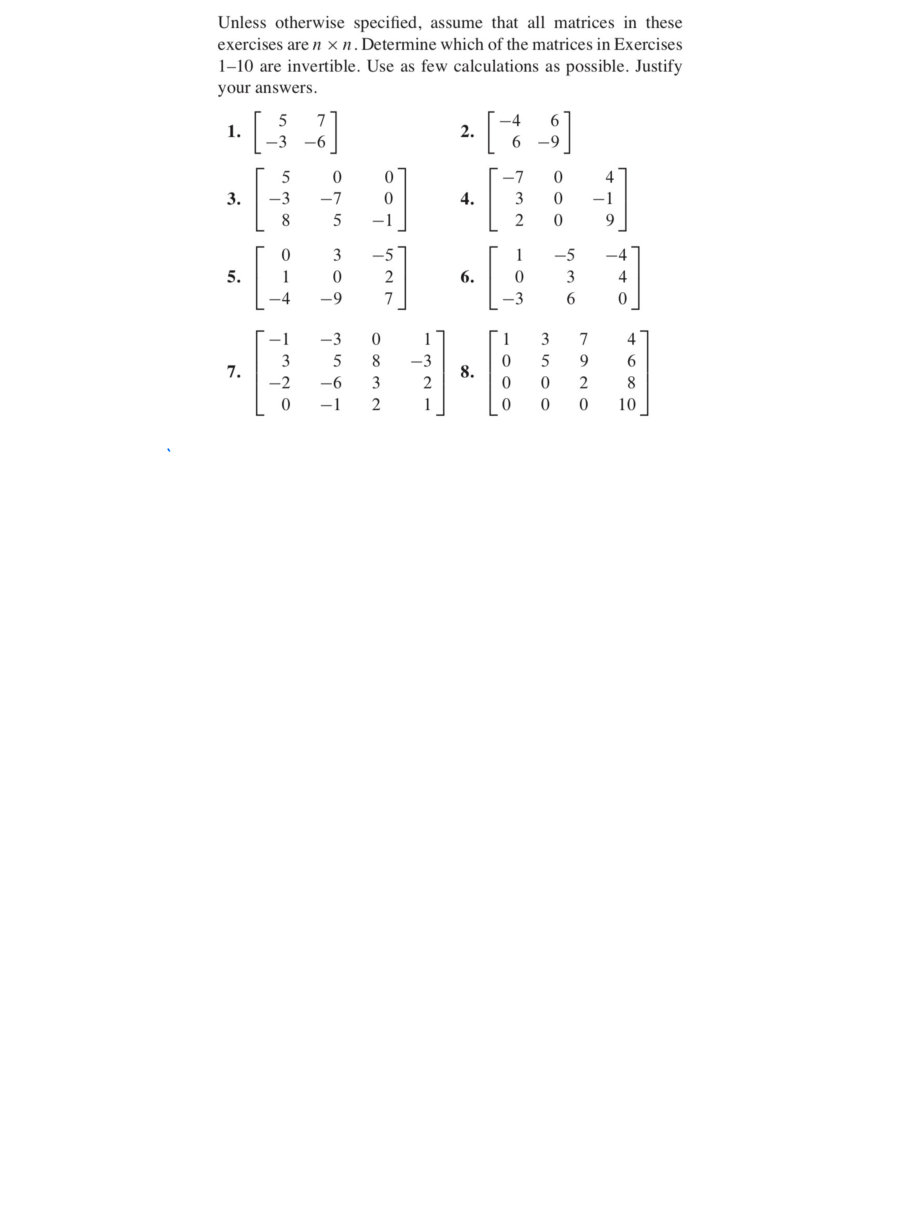 Unless otherwise specified, assume that all matrices in these
exercises are n × n. Determine which of the matrices in Exercises
1–10 are invertible. Use as few calculations as possible. Justify
your answers.
1. [5 7
−3 −6]
2. [−4 6
6 −9]
3. [5 0 0
−3 −7 0
8 5 −1]
4. [−7 0 4
3 0 −1
2 0 9]
5. [0 3 −5
1 0 2
−4 −9 7]
6. [1 −5 −4
0 3 4
−3 6 0]
7. [−1 −3 0 1
3 5 8 −3
−2 −6 3 2
0 −1 2 1]
8. [1 3 7 4
0 5 9 6
0 0 2 8
0 0 0 10]